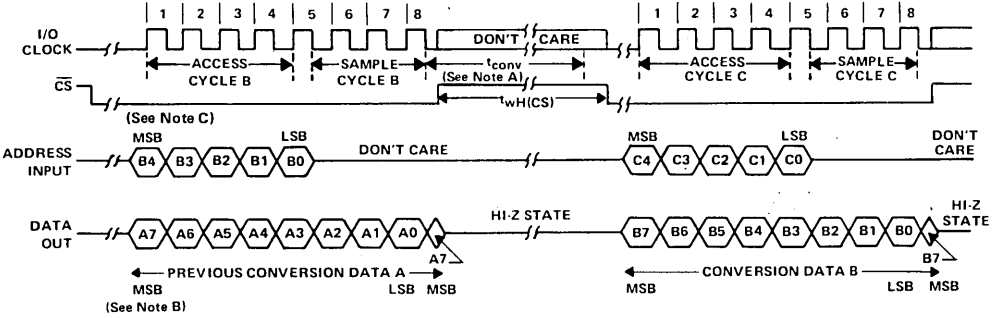 1 2 3 4 5 6 7 8 1 2 3 4 5 6 7 8
I/O
CLOCK
DON'T CARE
ACCESS
CYCLE B
SAMPLE
CYCLE B
tconv
(See Note A)
ACCESS
CYCLE C
SAMPLE
CYCLE C
CS
twH(CS)
(See Note C)
MSB LSB MSB LSB
ADDRESS
INPUT
B4 B3 B2 B1 B0 DON'T CARE C4 C3 C2 C1 C0 DON'T
CARE
DATA
OUT
A7 A6 A5 A4 A3 A2 A1 A0 HI-Z STATE B7 B6 B5 B4 B3 B2 B1 B0 HI-Z
STATE
A7 B7
PREVIOUS CONVERSION DATA A CONVERSION DATA B
MSB LSB MSB MSB LSB MSB
(See Note B)